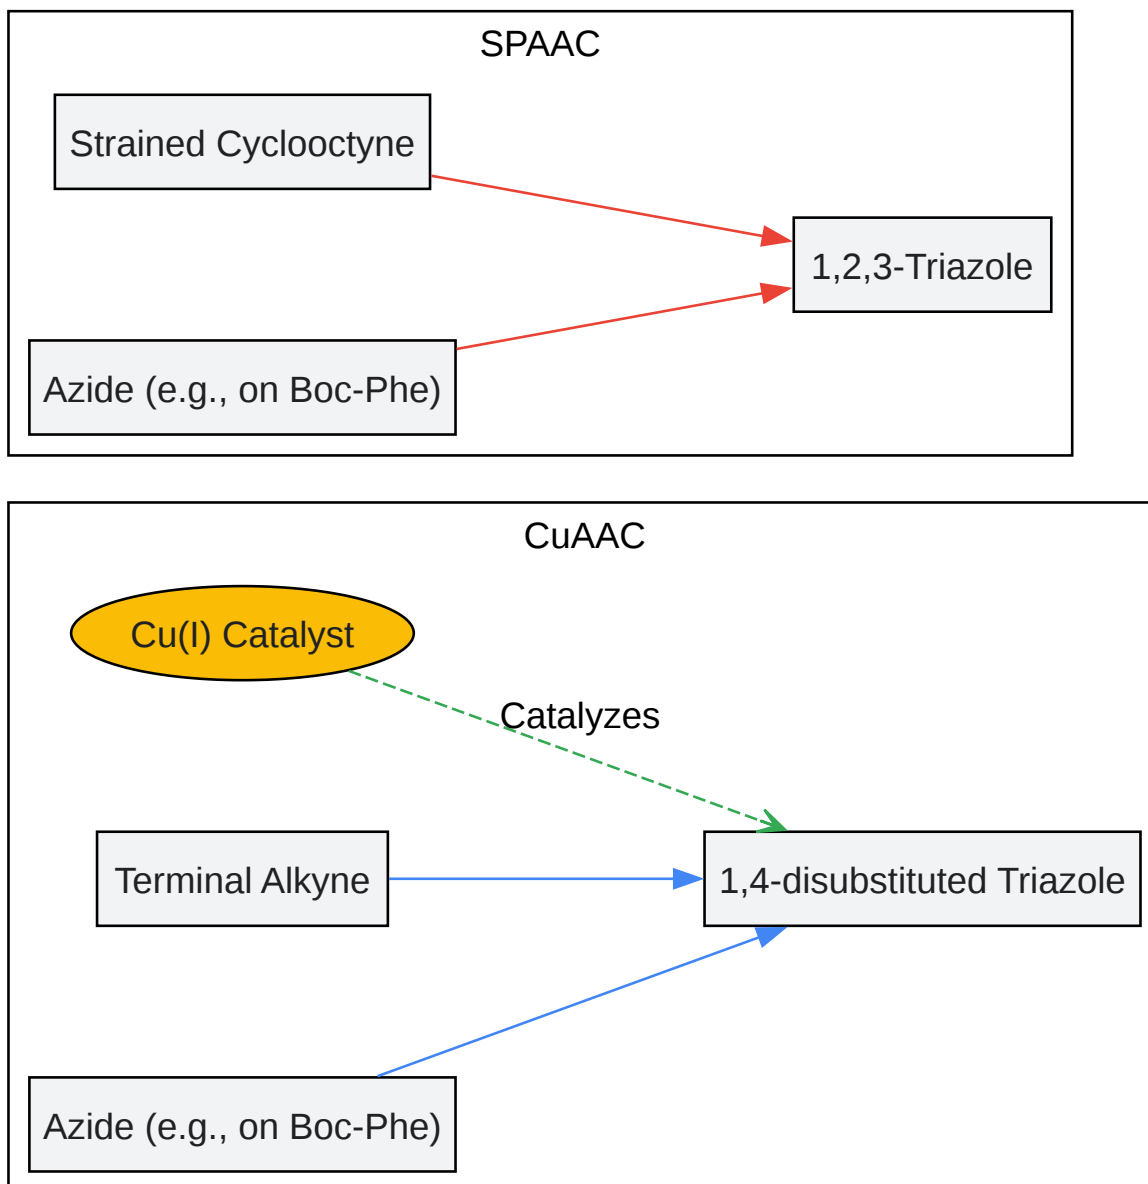 SPAAC
Strained Cyclooctyne
1,2,3-Triazole
Azide (e.g., on Boc-Phe)
CuAAC
Cu(I) Catalyst
Catalyzes
Terminal Alkyne
1,4-disubstituted Triazole
Azide (e.g., on Boc-Phe)